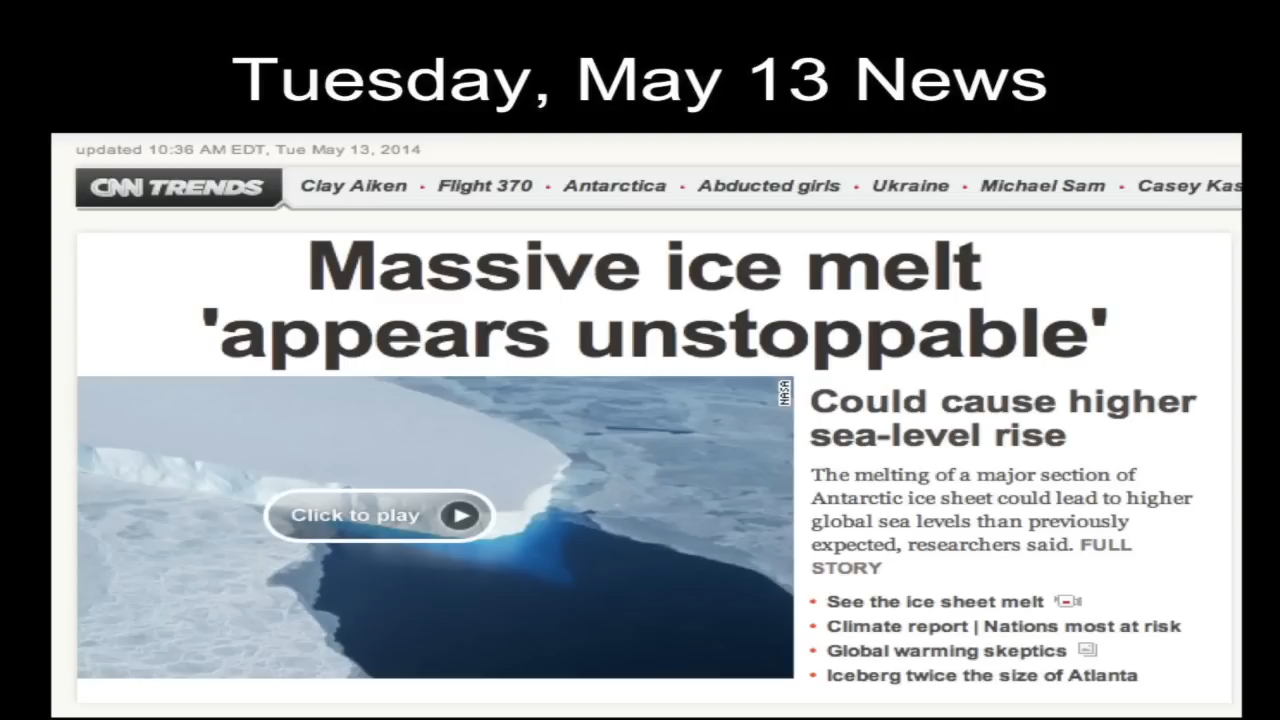 Tuesday, May 13 News
updated 10:36 AM EDT, Tue May 13, 2014
CNN TRENDS Clay Aiken • Flight 370 • Antarctica • Abducted girls • Ukraine • Michael Sam • Casey Kas
Massive ice melt
'appears unstoppable'
NASA
Click to play
Could cause higher
sea-level rise
The melting of a major section of
Antarctic ice sheet could lead to higher
global sea levels than previously
expected, researchers said. FULL
STORY
• See the ice sheet melt
• Climate report | Nations most at risk
• Global warming skeptics
• Iceberg twice the size of Atlanta